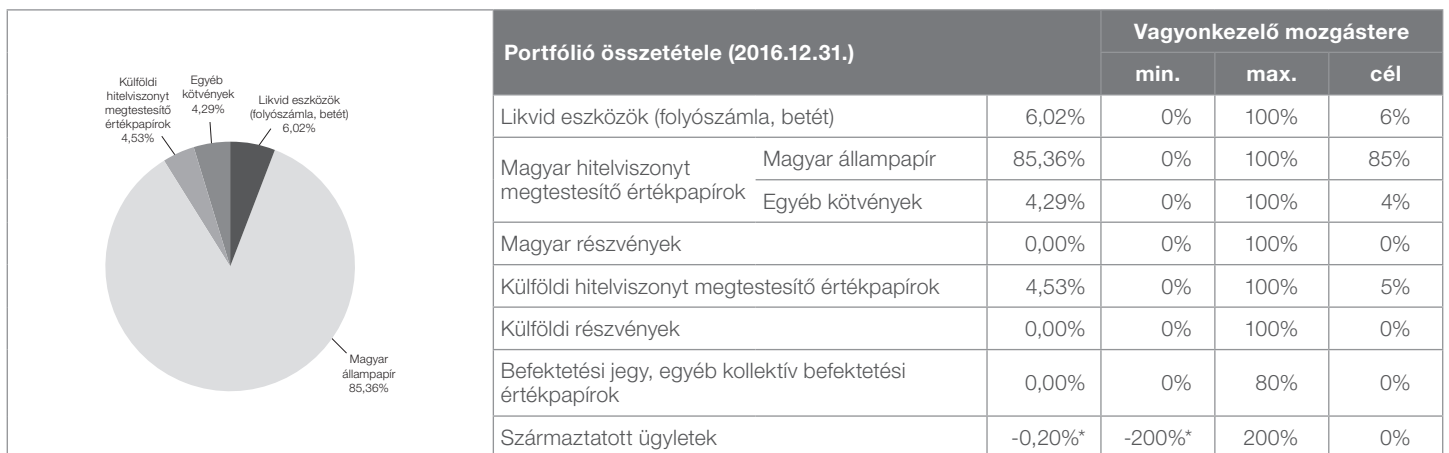 Külföldi
hitelviszonyt
megtestesítő
értékpapírok
4,53%
Egyéb
kötvények
4,29%
Likvid eszközök
(folyószámla, betét)
6,02%
Magyar
állampapír
85,36%
Portfólió összetétele (2016.12.31.)
Vagyonkezelő mozgástere
min. max. cél
Likvid eszközök (folyószámla, betét) 6,02% 0% 100% 6%
Magyar hitelviszonyt
megtestesítő értékpapírok
Magyar állampapír 85,36% 0% 100% 85%
Egyéb kötvények 4,29% 0% 100% 4%
Magyar részvények 0,00% 0% 100% 0%
Külföldi hitelviszonyt megtestesítő értékpapírok 4,53% 0% 100% 5%
Külföldi részvények 0,00% 0% 100% 0%
Befektetési jegy, egyéb kollektív befektetési
értékpapírok 0,00% 0% 80% 0%
Származtatott ügyletek -0,20%* -200%* 200% 0%